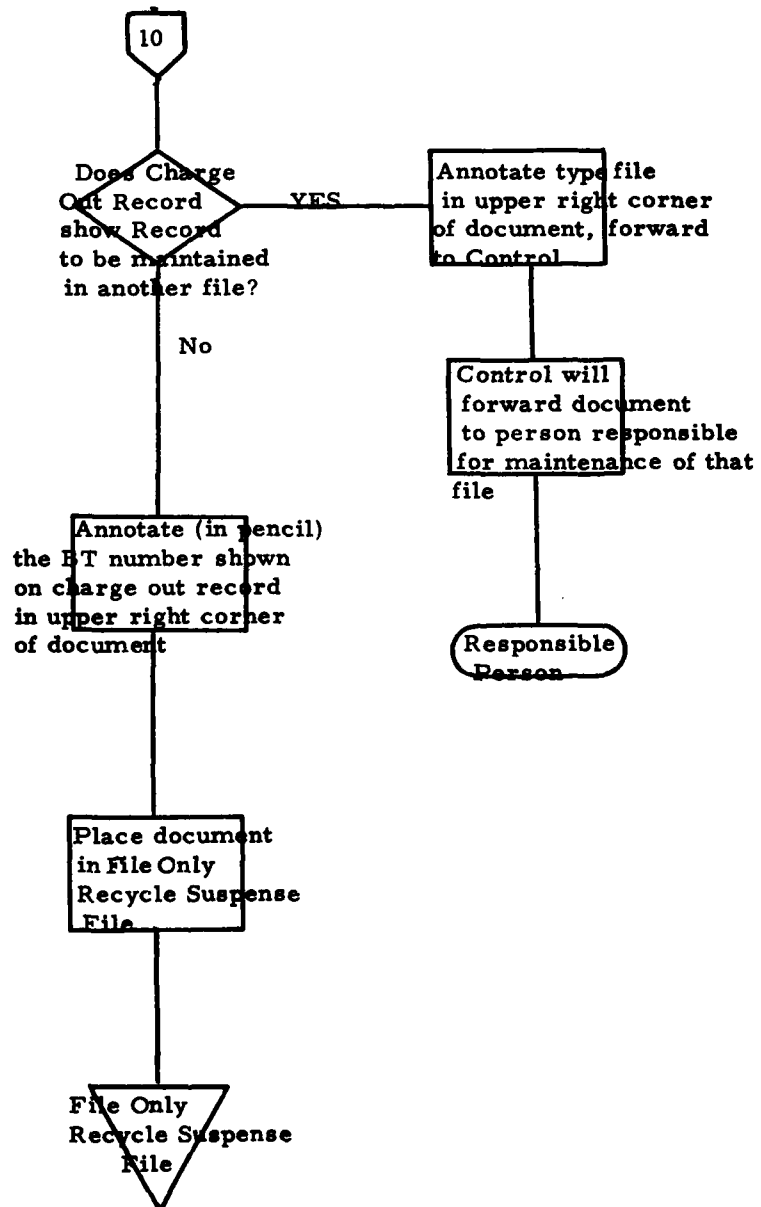 10
Does Charge
Out Record
show Record
to be maintained
in another file?
YES
Annotate type file
in upper right corner
of document, forward
to Control
No
Control will
forward document
to person responsible
for maintenance of that
file
Annotate (in pencil)
the BT number shown
on charge out record
in upper right corner
of document
Responsible
Person
Place document
in File Only
Recycle Suspense
File
File Only
Recycle Suspense
File